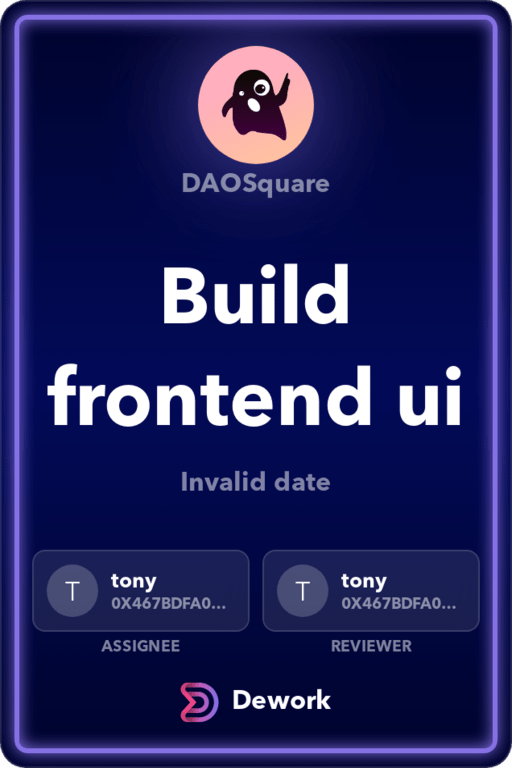 DAOSquare
Build
frontend ui
Invalid date
T
tony
0X467BDFA0...
T
tony
0X467BDFA0...
ASSIGNEE
REVIEWER
Dework